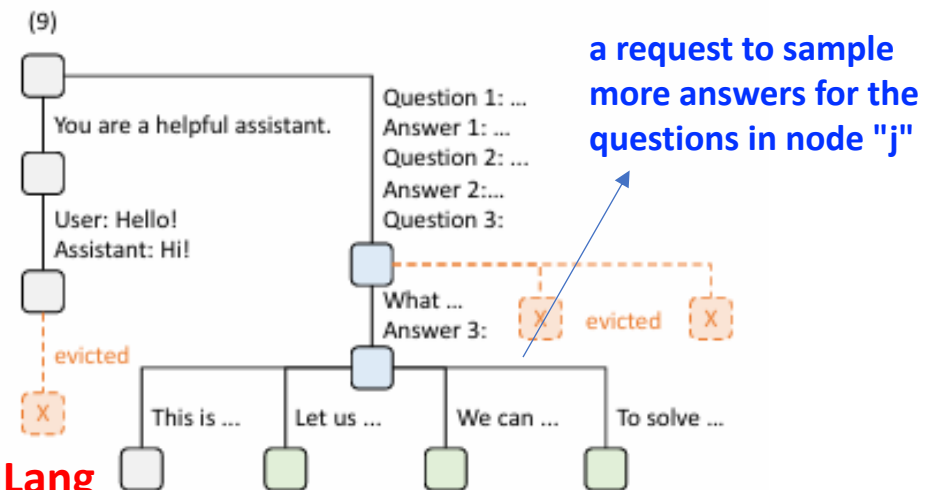 (9)
a request to sample
more answers for the
questions in node "j"
You are a helpful assistant.
Question 1: ...
Answer 1: ...
Question 2: ...
Answer 2:...
Question 3:
User: Hello!
Assistant: Hi!
What ...
Answer 3:
X
evicted
X
evicted
X
This is ...
Let us ...
We can ...
To solve ...
Lang